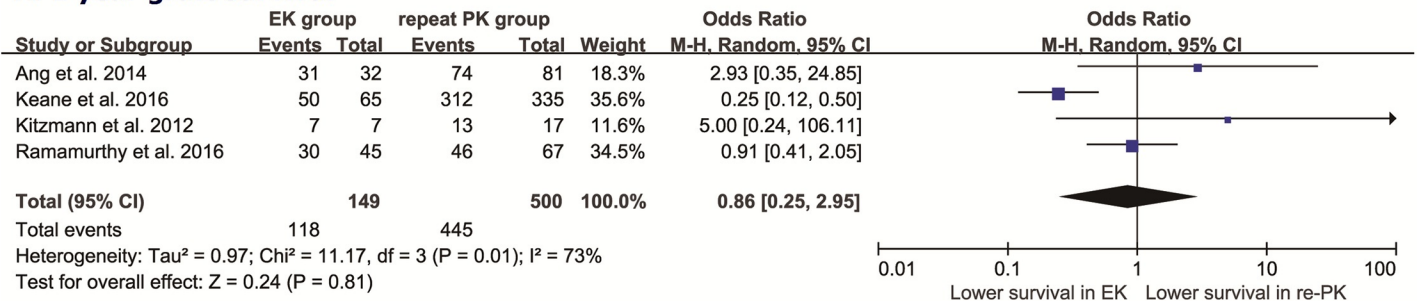 EK group repeat PK group Odds Ratio Odds Ratio
Study or Subgroup Events Total Events Total Weight M-H, Random, 95% CI M-H, Random, 95% CI
Ang et al. 2014 31 32 74 81 18.3% 2.93 [0.35, 24.85]
Keane et al. 2016 50 65 312 335 35.6% 0.25 [0.12, 0.50]
Kitzmann et al. 2012 7 7 13 17 11.6% 5.00 [0.24, 106.11]
Ramamurthy et al. 2016 30 45 46 67 34.5% 0.91 [0.41, 2.05]
Total (95% CI) 149 500 100.0% 0.86 [0.25, 2.95]
Total events 118 445
Heterogeneity: Tau² = 0.97; Chi² = 11.17, df = 3 (P = 0.01); I² = 73%
Test for overall effect: Z = 0.24 (P = 0.81)
0.01 0.1 1 10 100
Lower survival in EK Lower survival in re-PK